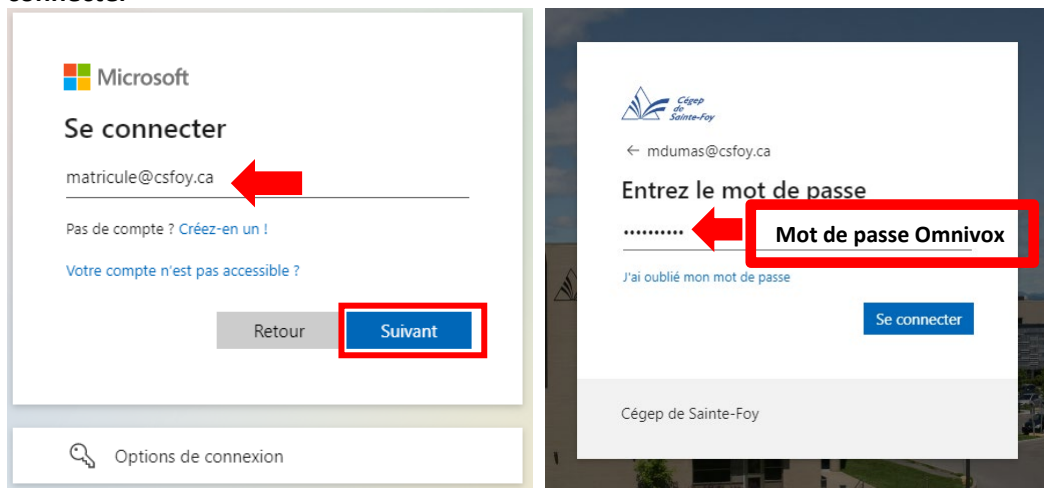 Microsoft
Se connecter
matricule@csfoy.ca
Pas de compte ? Créez-en un !
Votre compte n'est pas accessible ?
Retour
Suivant
Options de connexion
Cégep
de
Sainte-Foy
← mdumas@csfoy.ca
Entrez le mot de passe
••••••••••
Mot de passe Omnivox
J'ai oublié mon mot de passe
Se connecter
Cégep de Sainte-Foy